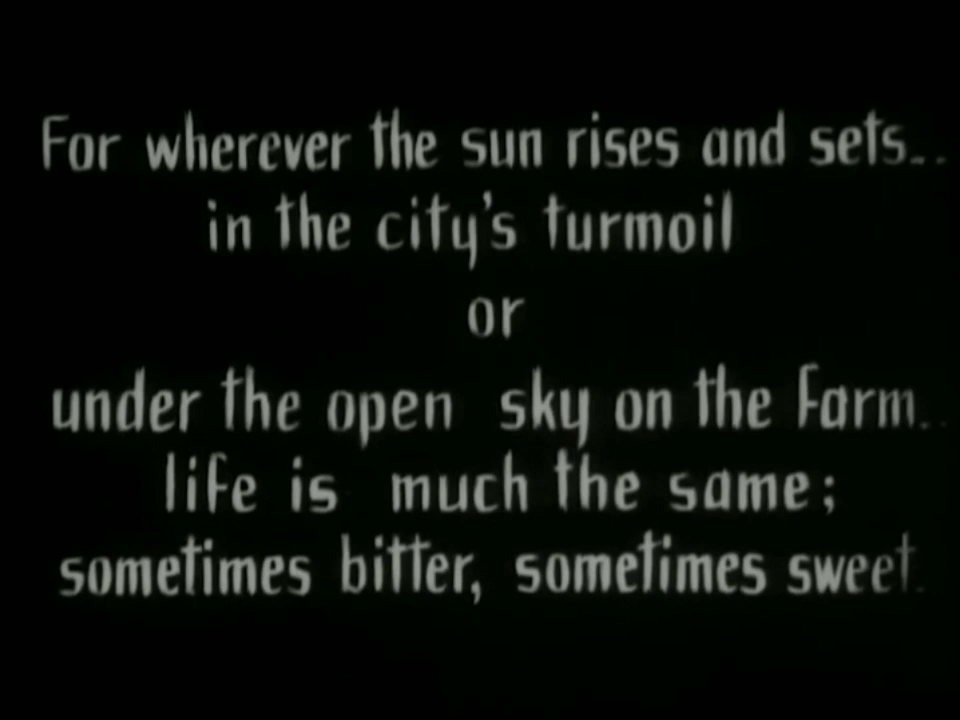 For wherever the sun rises and sets..
in the city's turmoil
or
under the open sky on the farm..
life is much the same;
sometimes bitter, sometimes sweet.